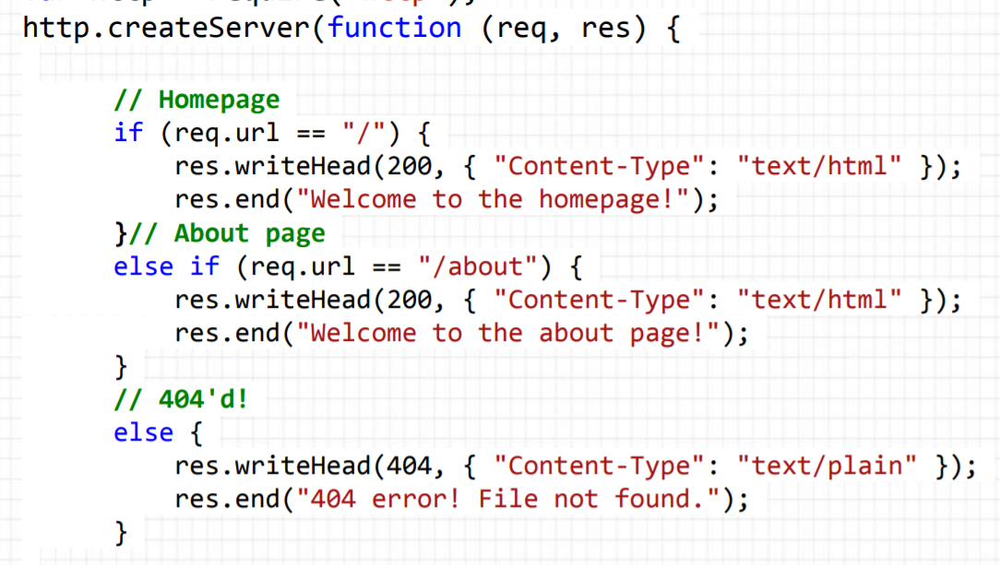 http.createServer(function (req, res) {
// Homepage
if (req.url == "/") {
res.writeHead(200, { "Content-Type": "text/html" });
res.end("Welcome to the homepage!");
}// About page
else if (req.url == "/about") {
res.writeHead(200, { "Content-Type": "text/html" });
res.end("Welcome to the about page!");
}
// 404'd!
else {
res.writeHead(404, { "Content-Type": "text/plain" });
res.end("404 error! File not found.");
}